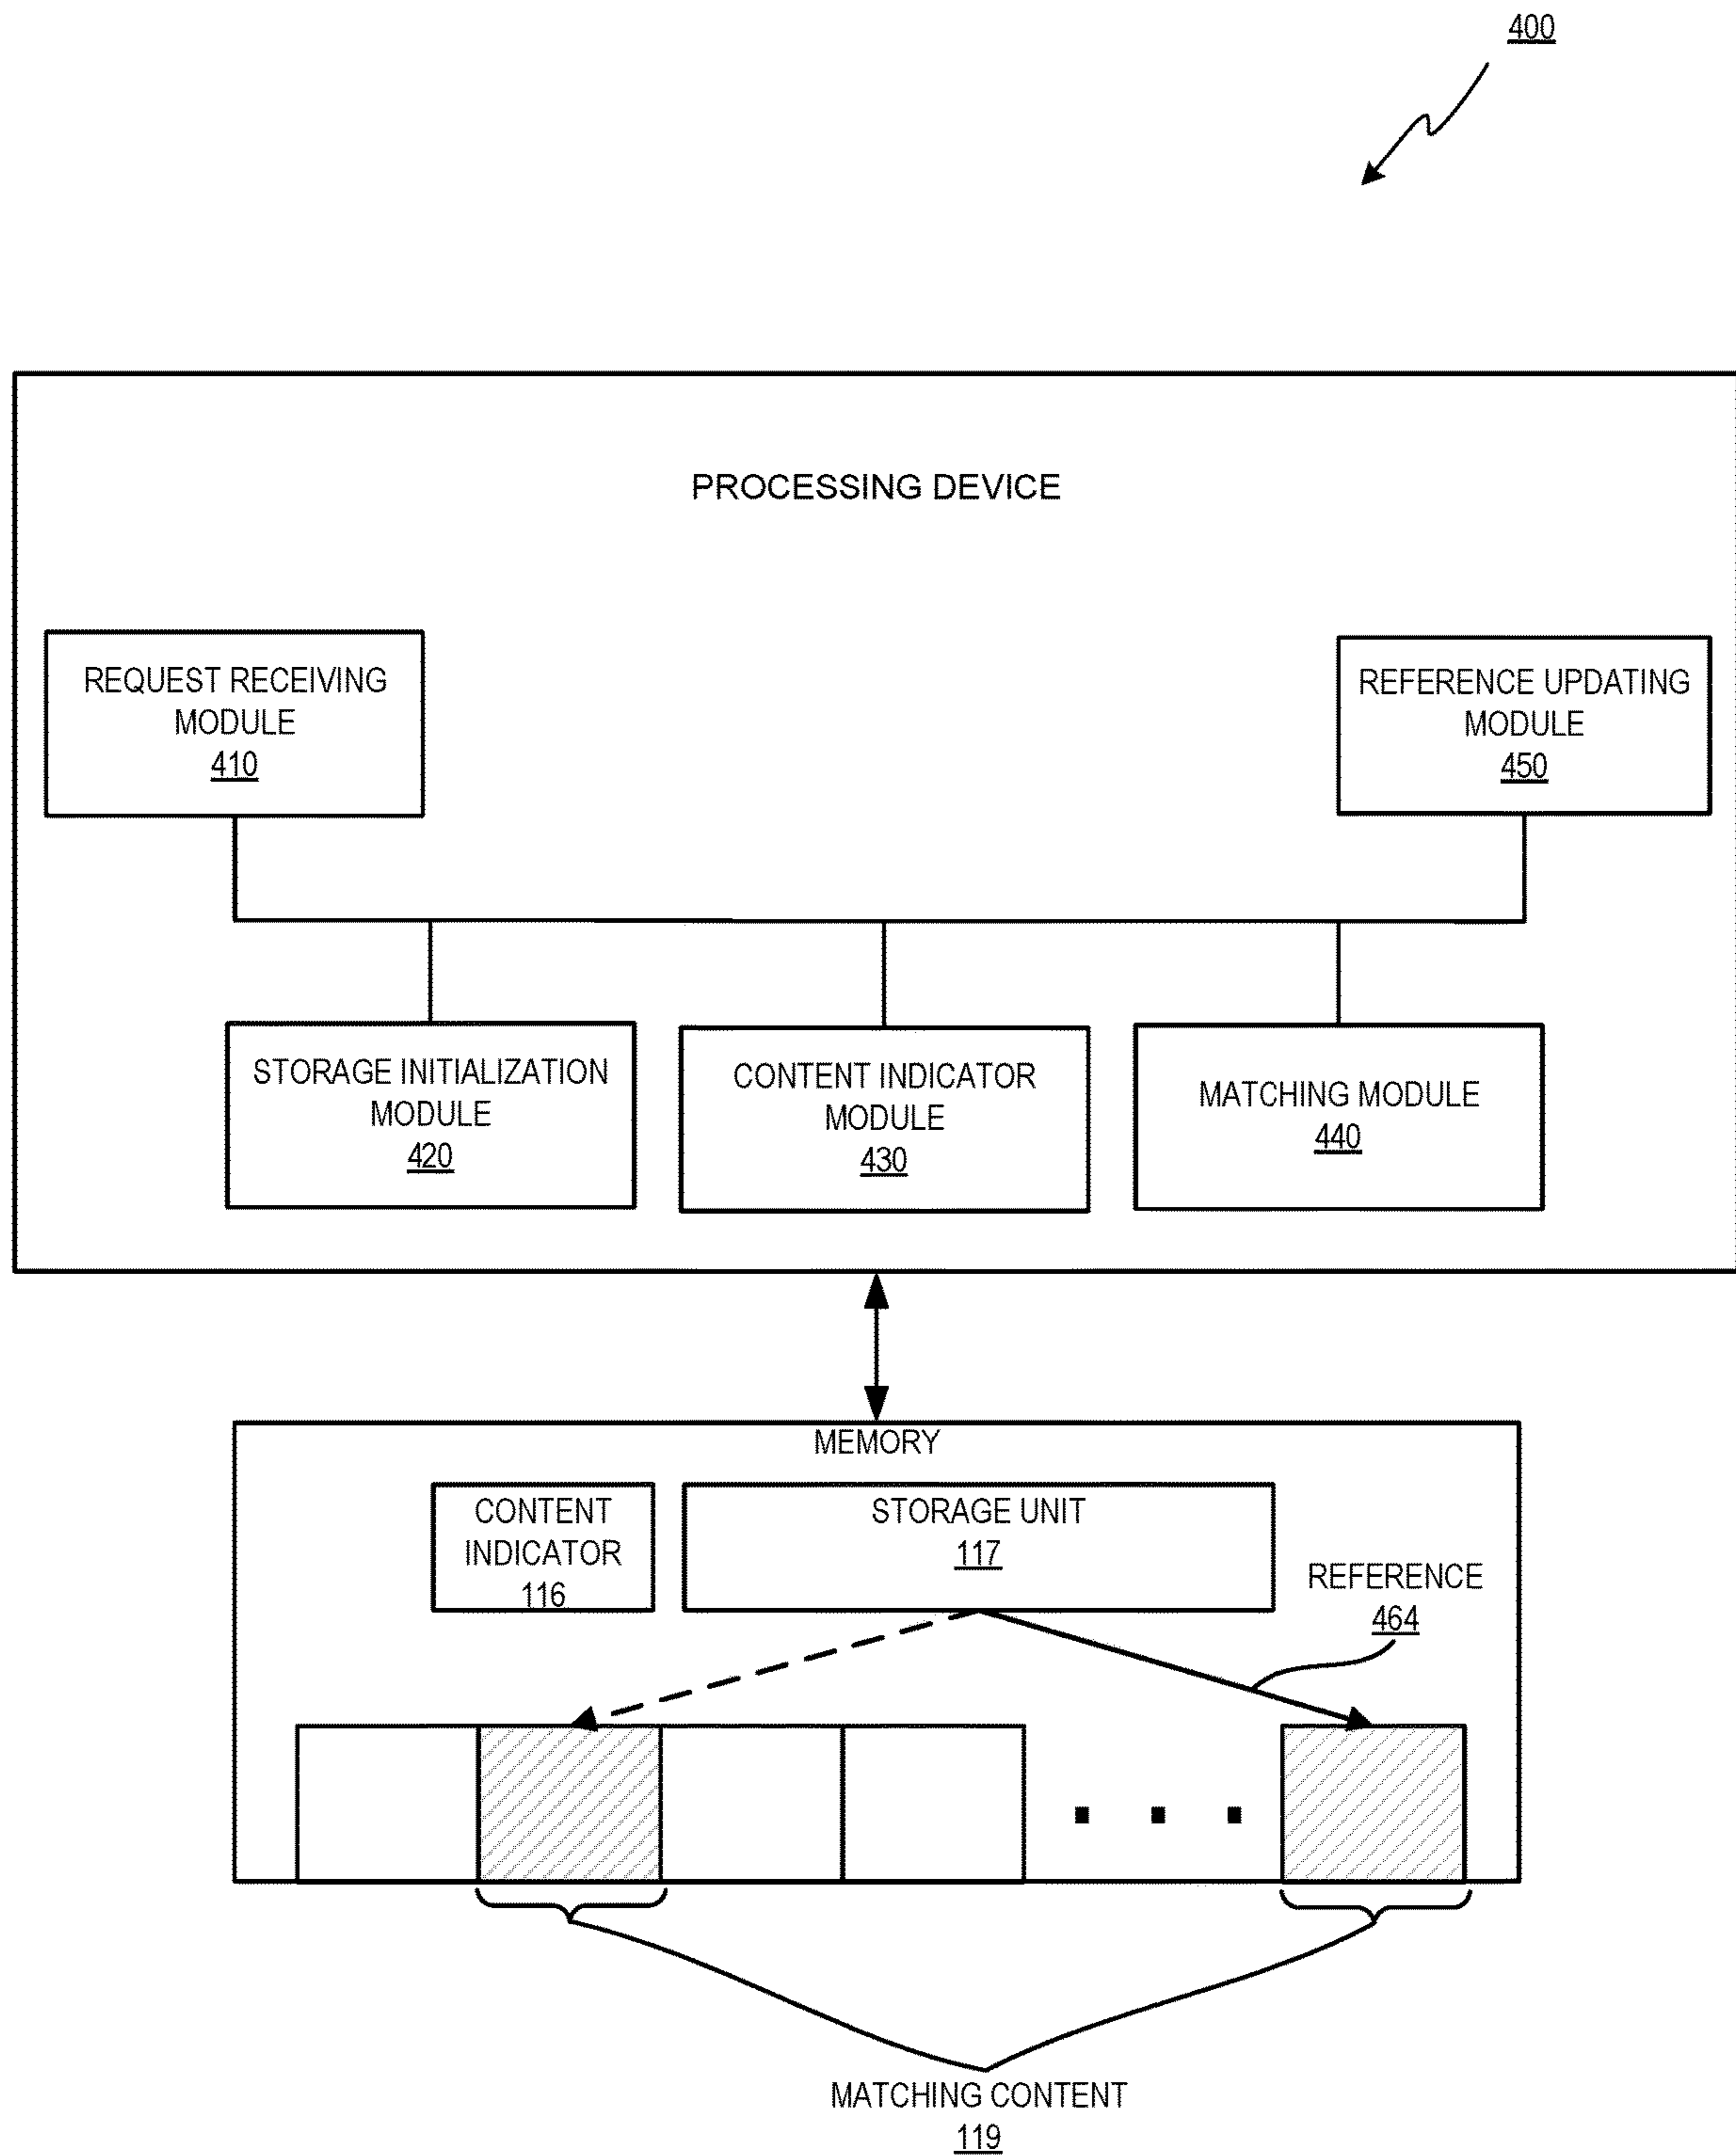 400
PROCESSING DEVICE
REQUEST RECEIVING
MODULE
410
REFERENCE UPDATING
MODULE
450
STORAGE INITIALIZATION
MODULE
420
CONTENT INDICATOR
MODULE
430
MATCHING MODULE
440
MEMORY
CONTENT
INDICATOR
116
STORAGE UNIT
117
REFERENCE
464
MATCHING CONTENT
119